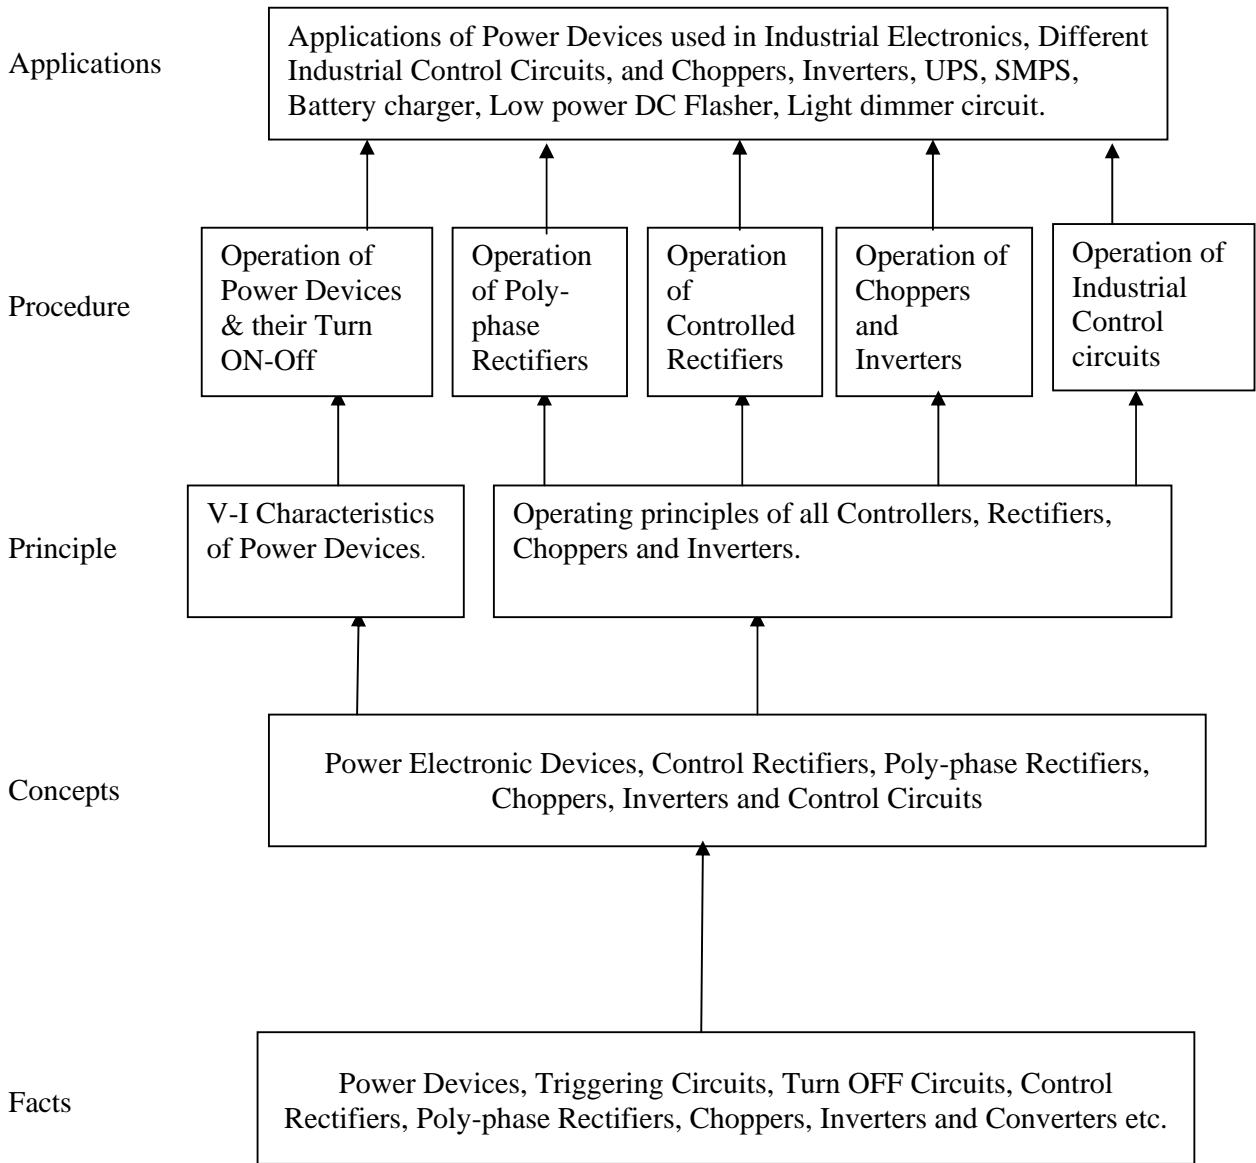 Applications
Applications of Power Devices used in Industrial Electronics, Different
Industrial Control Circuits, and Choppers, Inverters, UPS, SMPS,
Battery charger, Low power DC Flasher, Light dimmer circuit.
Procedure
Operation of
Power Devices
& their Turn
ON-Off
Operation
of Poly-
phase
Rectifiers
Operation
of
Controlled
Rectifiers
Operation of
Choppers
and
Inverters
Operation of
Industrial
Control
circuits
Principle
V-I Characteristics
of Power Devices.
Operating principles of all Controllers, Rectifiers,
Choppers and Inverters.
Concepts
Power Electronic Devices, Control Rectifiers, Poly-phase Rectifiers,
Choppers, Inverters and Control Circuits
Facts
Power Devices, Triggering Circuits, Turn OFF Circuits, Control
Rectifiers, Poly-phase Rectifiers, Choppers, Inverters and Converters etc.